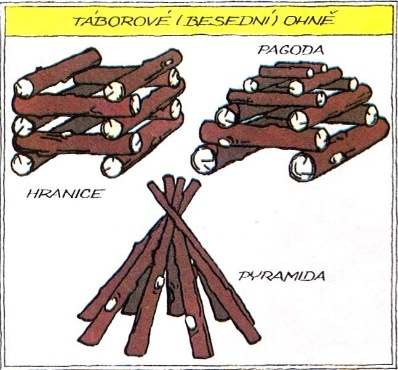 TÁBOROVÉ (BESEDNÍ) OHNĚ
PAGODA
HRANICE
PYRAMIDA